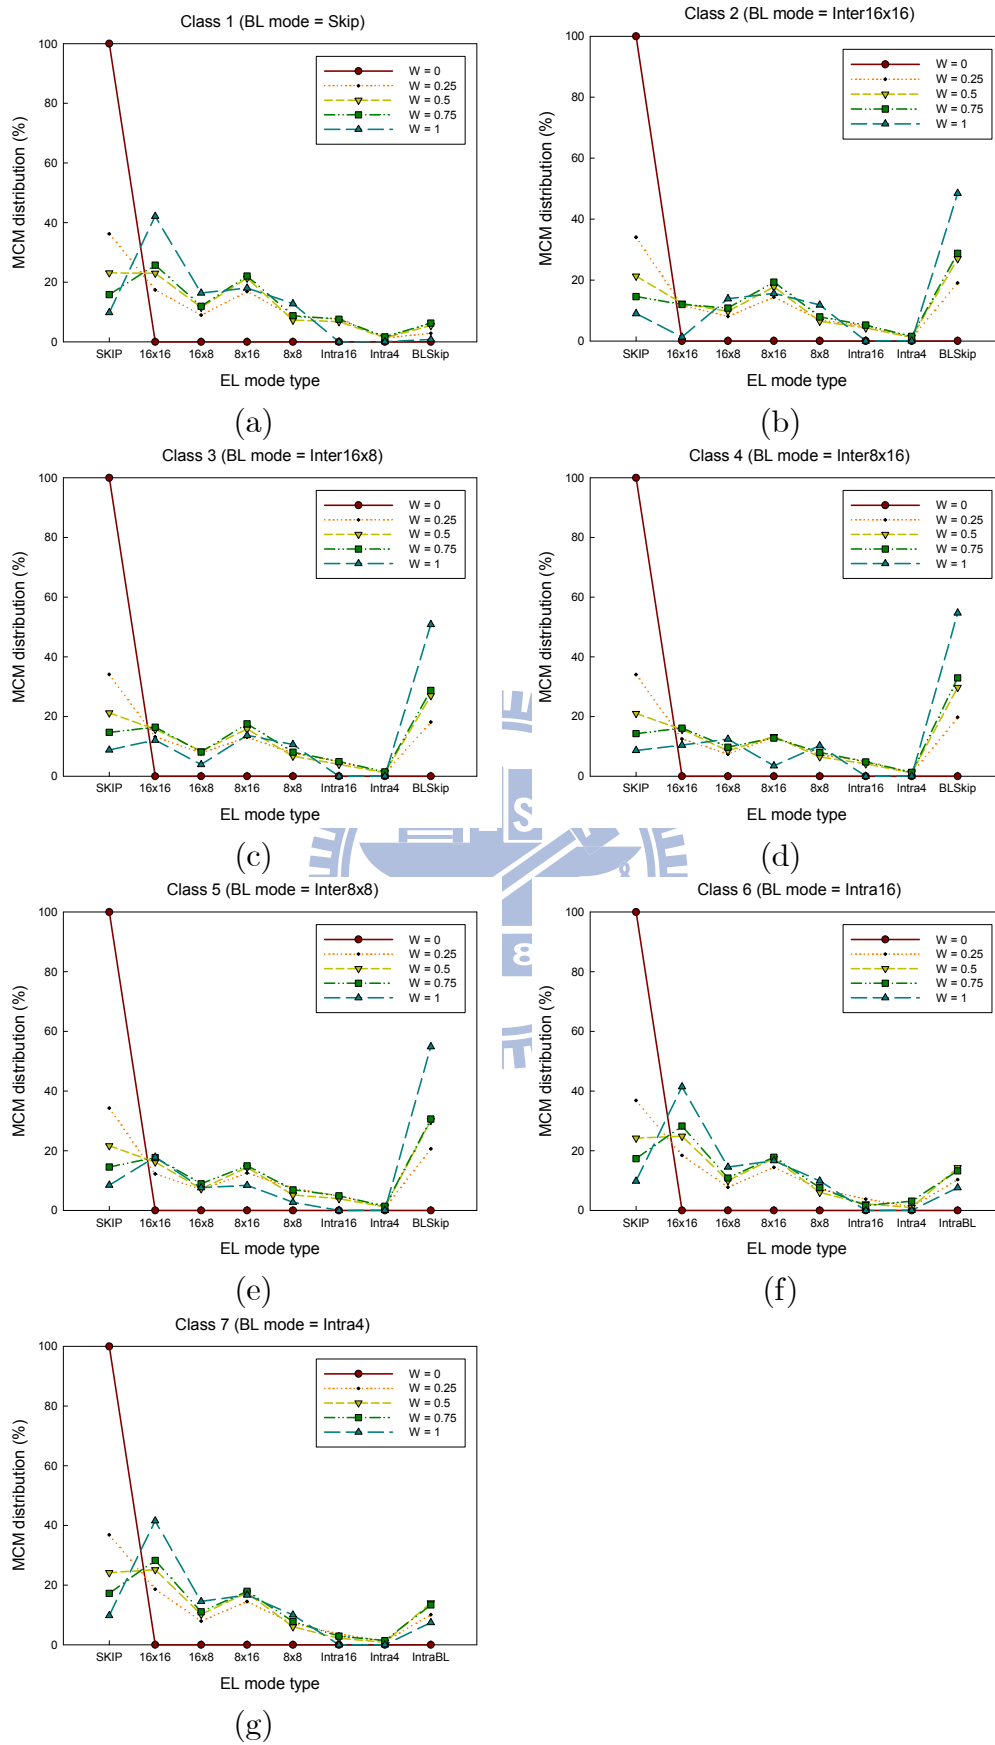 Class 1 (BL mode = Skip)
MCM distribution (%)
100
80
60
40
20
0
W = 0
W = 0.25
W = 0.5
W = 0.75
W = 1
SKIP 16x16 16x8 8x16 8x8 Intra16 Intra4 BLSkip
EL mode type
(a)
Class 2 (BL mode = Inter16x16)
MCM distribution (%)
100
80
60
40
20
0
W = 0
W = 0.25
W = 0.5
W = 0.75
W = 1
SKIP 16x16 16x8 8x16 8x8 Intra16 Intra4 BLSkip
EL mode type
(b)
Class 3 (BL mode = Inter16x8)
MCM distribution (%)
100
80
60
40
20
0
W = 0
W = 0.25
W = 0.5
W = 0.75
W = 1
SKIP 16x16 16x8 8x16 8x8 Intra16 Intra4 BLSkip
EL mode type
(c)
Class 4 (BL mode = Inter8x16)
MCM distribution (%)
100
80
60
40
20
0
W = 0
W = 0.25
W = 0.5
W = 0.75
W = 1
SKIP 16x16 16x8 8x16 8x8 Intra16 Intra4 BLSkip
EL mode type
(d)
Class 5 (BL mode = Inter8x8)
MCM distribution (%)
100
80
60
40
20
0
W = 0
W = 0.25
W = 0.5
W = 0.75
W = 1
SKIP 16x16 16x8 8x16 8x8 Intra16 Intra4 BLSkip
EL mode type
(e)
Class 6 (BL mode = Intra16)
MCM distribution (%)
100
80
60
40
20
0
W = 0
W = 0.25
W = 0.5
W = 0.75
W = 1
SKIP 16x16 16x8 8x16 8x8 Intra16 Intra4 IntraBL
EL mode type
(f)
Class 7 (BL mode = Intra4)
MCM distribution (%)
100
80
60
40
20
0
W = 0
W = 0.25
W = 0.5
W = 0.75
W = 1
SKIP 16x16 16x8 8x16 8x8 Intra16 Intra4 IntraBL
EL mode type
(g)